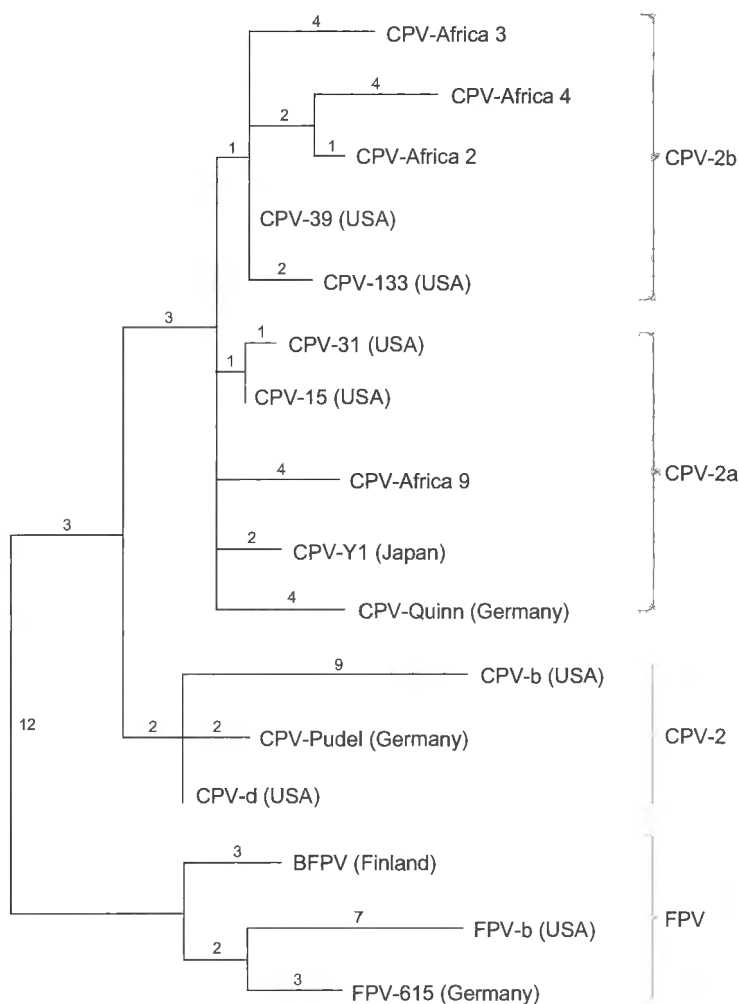 4
CPV-Africa 3
4
CPV-Africa 4
2
1
CPV-Africa 2
CPV-2b
1
CPV-39 (USA)
2
CPV-133 (USA)
3
1
CPV-31 (USA)
1
CPV-15 (USA)
4
CPV-Africa 9
CPV-2a
3
2
CPV-Y1 (Japan)
4
CPV-Quinn (Germany)
9
CPV-b (USA)
12
2
2
CPV-Pudel (Germany)
CPV-2
CPV-d (USA)
3
BFPV (Finland)
7
FPV-b (USA)
FPV
2
3
FPV-615 (Germany)